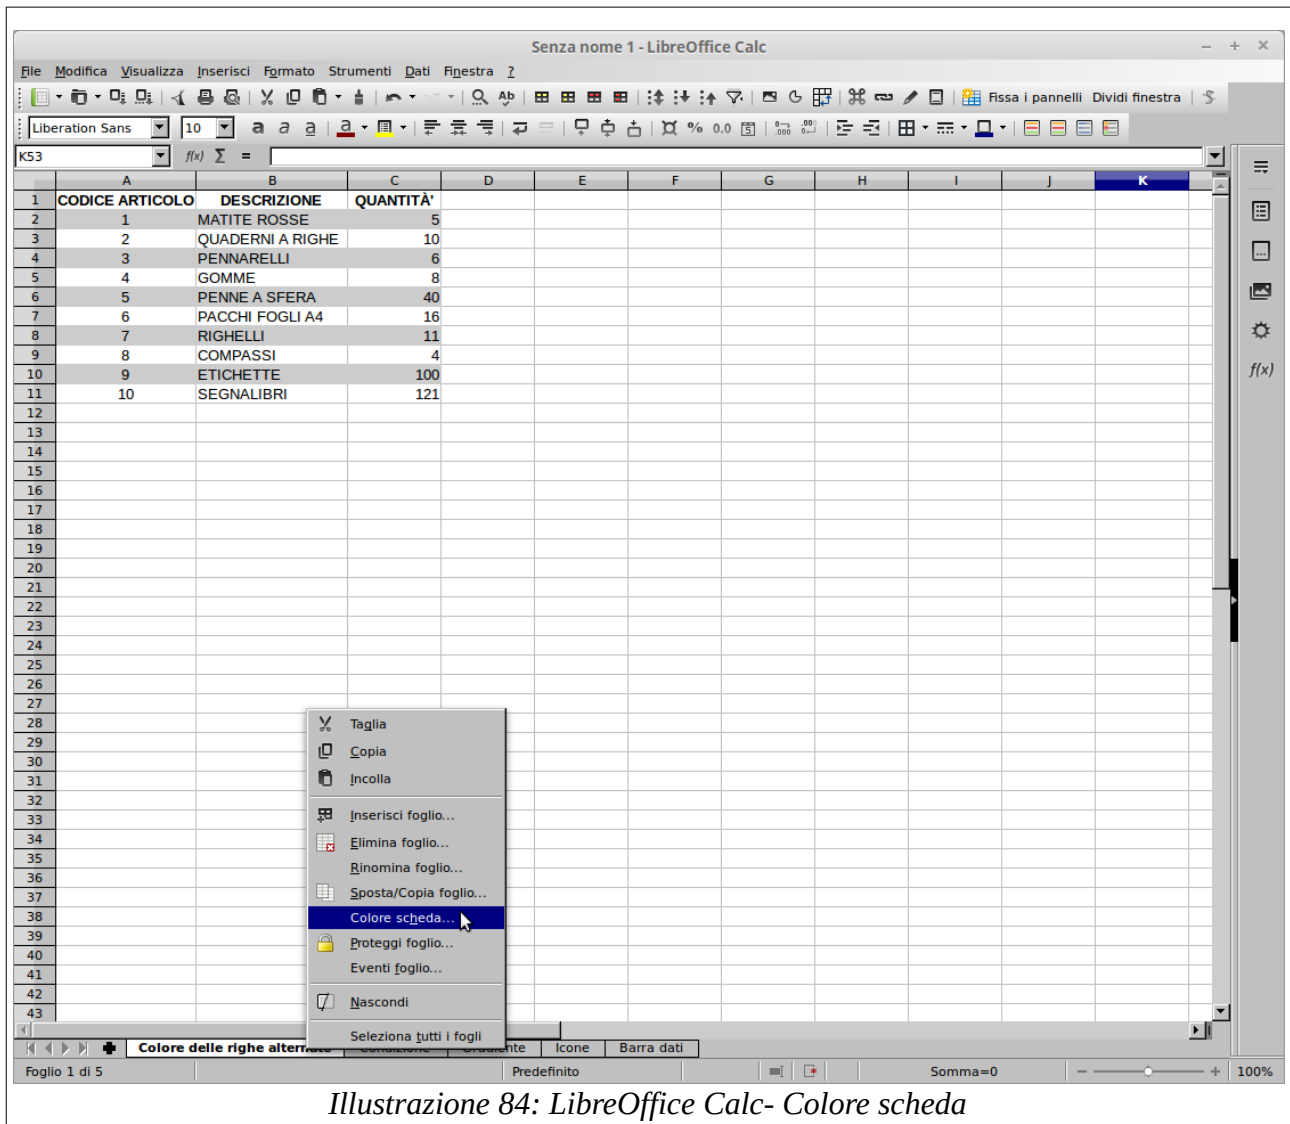 Senza nome 1 - LibreOffice Calc
File Modifica Visualizza Inserisci Formato Strumenti Dati Finestra ?
Fissa i pannelli Dividi finestra
Liberation Sans 10 a a a a % 0.0
K53 f(x) Σ =
A B C D E F G H I J K
1 CODICE ARTICOLO DESCRIZIONE QUANTITÀ'
2 1 MATITE ROSSE 5
3 2 QUADERNI A RIGHE 10
4 3 PENNARELLI 6
5 4 GOMME 8
6 5 PENNE A SFERA 40
7 6 PACCHI FOGLI A4 16
8 7 RIGHELLI 11
9 8 COMPASSI 4
10 9 ETICHETTE 100
11 10 SEGNALIBRI 121
12
13
14
15
16
17
18
19
20
21
22
23
24
25
26
27
28
29
30
31
32
33
34
35
36
37
38
39
40
41
42
43
f(x)
Taglia
Copia
Incolla
Inserisci foglio...
Elimina foglio...
Rinomina foglio...
Sposta/Copia foglio...
Colore scheda...
Proteggi foglio...
Eventi foglio...
Nascondi
Seleziona tutti i fogli
Colore delle righe alternate Condizione Gradiente Icone Barra dati
Foglio 1 di 5 Predefinito Somma=0 100%
Illustrazione 84: LibreOffice Calc- Colore scheda